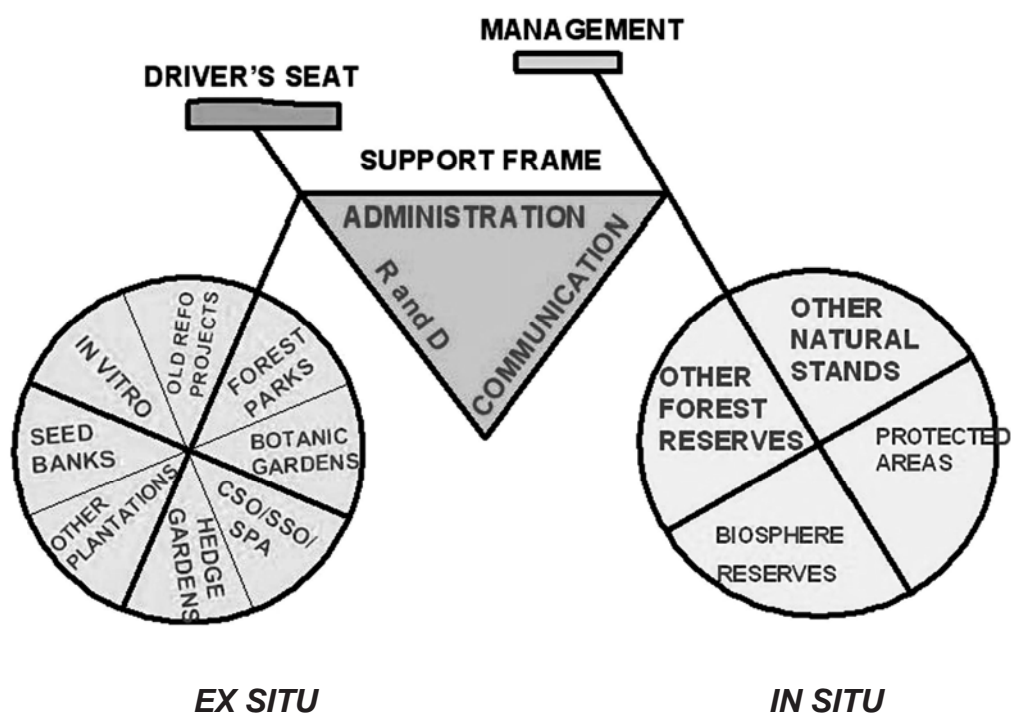 MANAGEMENT
DRIVER'S SEAT
SUPPORT FRAME
ADMINISTRATION
R and D
COMMUNICATION
OLD REFO
PROJECTS
IN VITRO
FOREST
PARKS
SEED
BANKS
BOTANIC
GARDENS
OTHER
PLANTATIONS
HEDGE
GARDENS
CSO/SSO/
SPA
OTHER
NATURAL
STANDS
OTHER
FOREST
RESERVES
PROTECTED
AREAS
BIOSPHERE
RESERVES
EX SITU
IN SITU